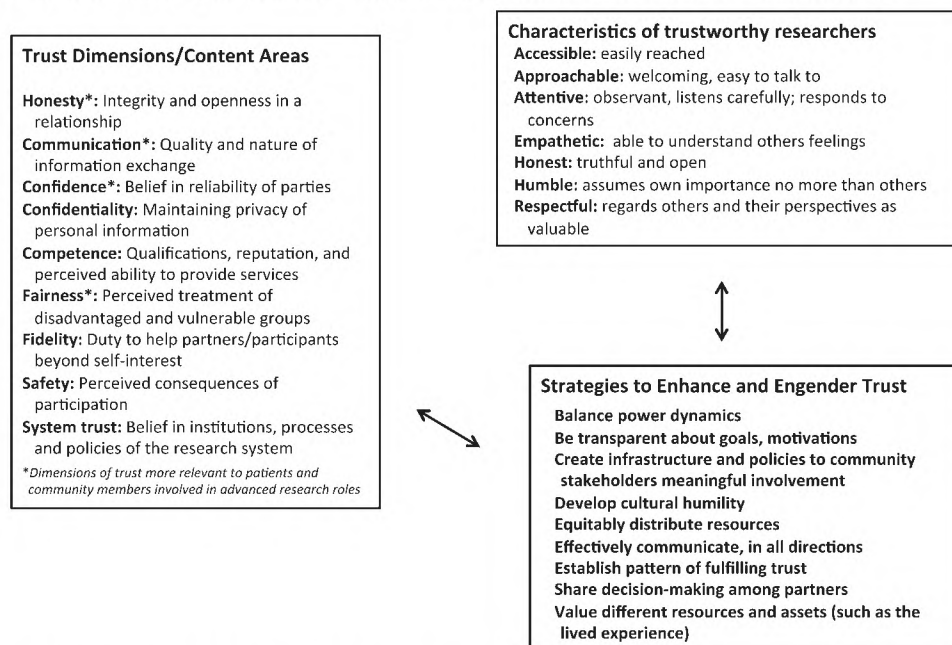 Trust Dimensions/Content Areas
Honesty*: Integrity and openness in a
relationship
Communication*: Quality and nature of
information exchange
Confidence*: Belief in reliability of parties
Confidentiality: Maintaining privacy of
personal information
Competence: Qualifications, reputation, and
perceived ability to provide services
Fairness*: Perceived treatment of
disadvantaged and vulnerable groups
Fidelity: Duty to help partners/participants
beyond self-interest
Safety: Perceived consequences of
participation
System trust: Belief in institutions, processes
and policies of the research system
*Dimensions of trust more relevant to patients and
community members involved in advanced research roles
Characteristics of trustworthy researchers
Accessible: easily reached
Approachable: welcoming, easy to talk to
Attentive: observant, listens carefully; responds to
concerns
Empathetic: able to understand others feelings
Honest: truthful and open
Humble: assumes own importance no more than others
Respectful: regards others and their perspectives as
valuable
Strategies to Enhance and Engender Trust
Balance power dynamics
Be transparent about goals, motivations
Create infrastructure and policies to community
stakeholders meaningful involvement
Develop cultural humility
Equitably distribute resources
Effectively communicate, in all directions
Establish pattern of fulfilling trust
Share decision-making among partners
Value different resources and assets (such as the
lived experience)